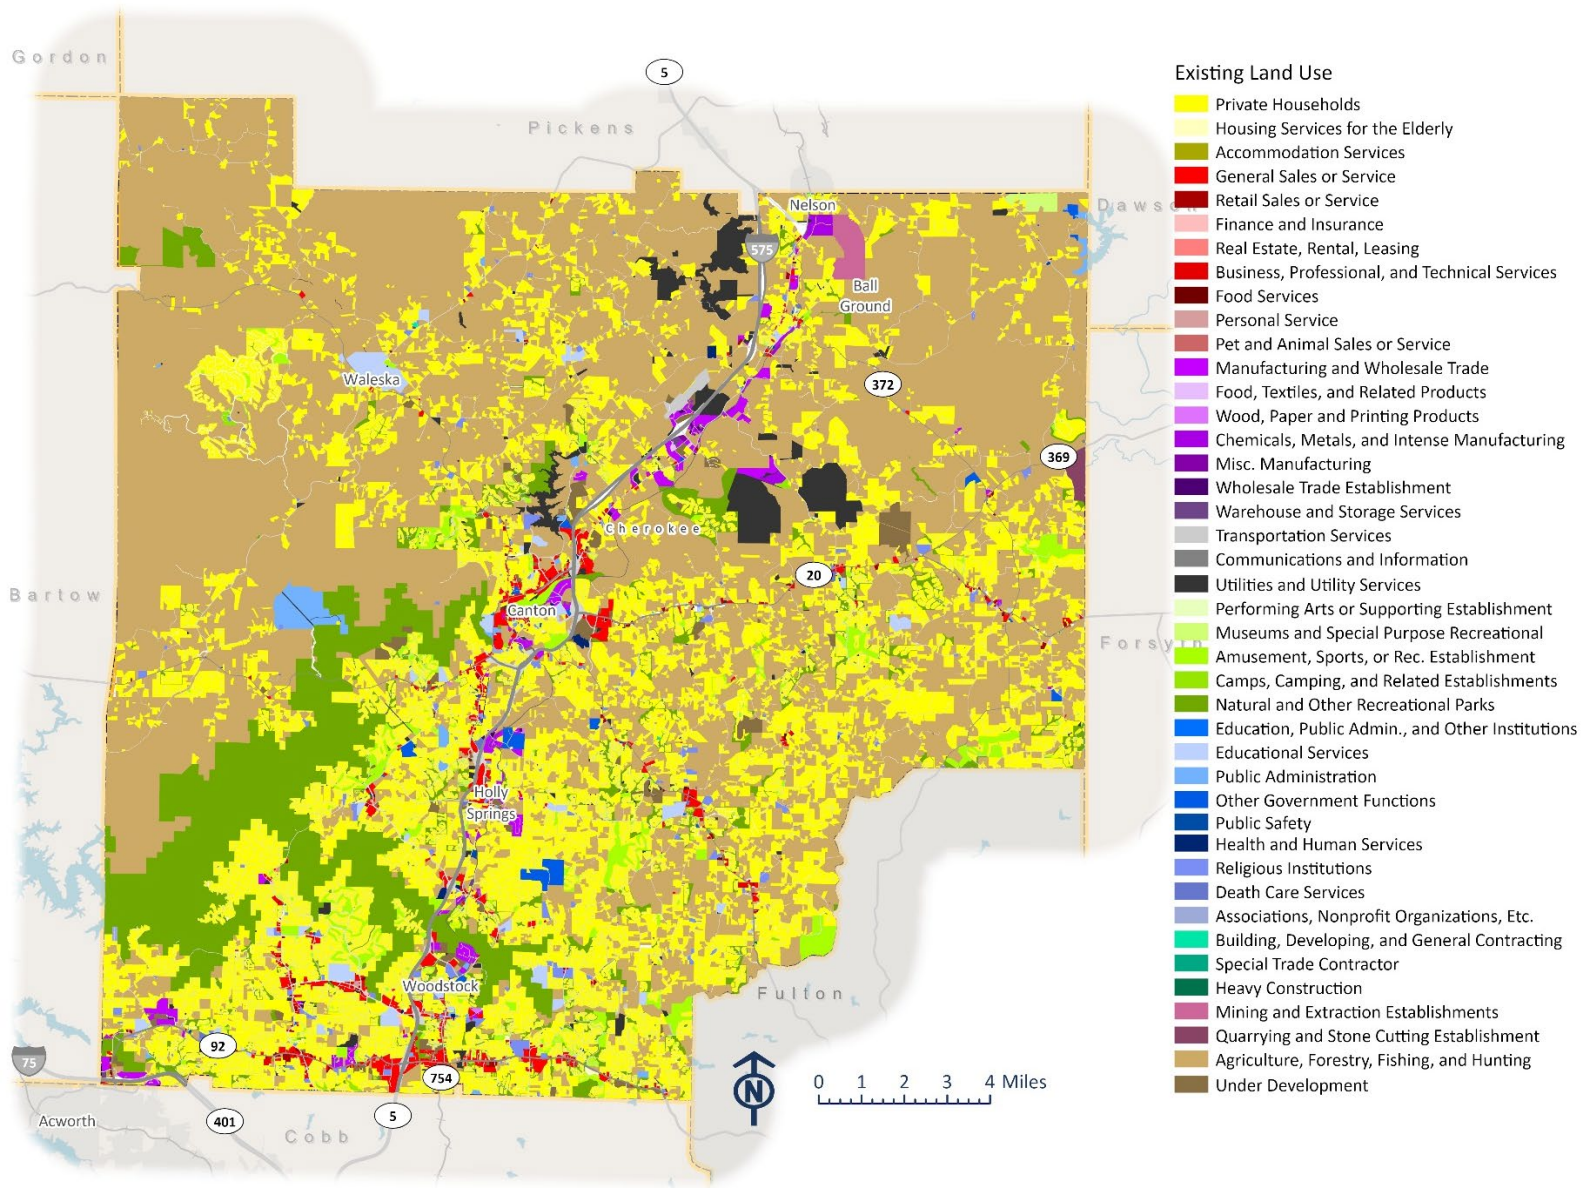 Gordon
5
Pickens
Nelson
Dawson
575
Ball
Ground
Waleska
372
369
Cherokee
20
Bartow
Canton
Forsyth
Holly
Springs
Woodstock
Fulton
92
75
754
Acworth
401
5
Cobb
N
0 1 2 3 4 Miles
Existing Land Use
Private Households
Housing Services for the Elderly
Accommodation Services
General Sales or Service
Retail Sales or Service
Finance and Insurance
Real Estate, Rental, Leasing
Business, Professional, and Technical Services
Food Services
Personal Service
Pet and Animal Sales or Service
Manufacturing and Wholesale Trade
Food, Textiles, and Related Products
Wood, Paper and Printing Products
Chemicals, Metals, and Intense Manufacturing
Misc. Manufacturing
Wholesale Trade Establishment
Warehouse and Storage Services
Transportation Services
Communications and Information
Utilities and Utility Services
Performing Arts or Supporting Establishment
Museums and Special Purpose Recreational
Amusement, Sports, or Rec. Establishment
Camps, Camping, and Related Establishments
Natural and Other Recreational Parks
Education, Public Admin., and Other Institutions
Educational Services
Public Administration
Other Government Functions
Public Safety
Health and Human Services
Religious Institutions
Death Care Services
Associations, Nonprofit Organizations, Etc.
Building, Developing, and General Contracting
Special Trade Contractor
Heavy Construction
Mining and Extraction Establishments
Quarrying and Stone Cutting Establishment
Agriculture, Forestry, Fishing, and Hunting
Under Development